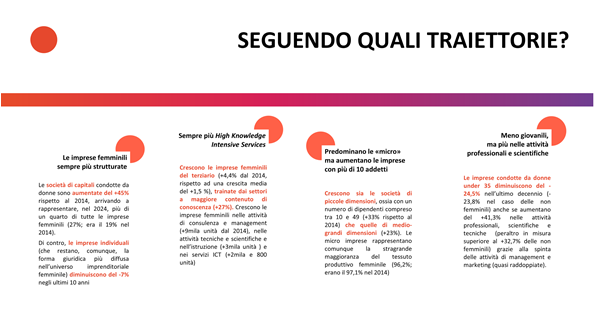 SEGUENDO QUALI TRAIETTORIE?
Le imprese femminili
sempre più strutturate
Le società di capitali condotte da
donne sono aumentate del +45%
rispetto al 2014, arrivando a
rappresentare, nel 2024, più di
un quarto di tutte le imprese
femminili (27%; era il 19% nel
2014).
Di contro, le imprese individuali
(che restano, comunque, la
forma giuridica più diffusa
nell'universo imprenditoriale
femminile) diminuiscono del -7%
negli ultimi 10 anni
Sempre più High Knowledge
Intensive Services
Crescono le imprese femminili
del terziario (+4,4% dal 2014,
rispetto ad una crescita media
del +1,5 %), trainate dai settori
a maggiore contenuto di
conoscenza (+27%). Crescono le
imprese femminili nelle attività
di consulenza e management
(+9mila unità dal 2014), nelle
attività tecniche e scientifiche e
nell'istruzione (+3mila unità ) e
nei servizi ICT (+2mila e 800
unità)
Predominano le «micro»
ma aumentano le imprese
con più di 10 addetti
Crescono sia le società di
piccole dimensioni, ossia con un
numero di dipendenti compreso
tra 10 e 49 (+33% rispetto al
2014) che quelle di medio-
grandi dimensioni (+23%). Le
micro imprese rappresentano
comunque la stragrande
maggioranza del tessuto
produttivo femminile (96,2%;
erano il 97,1% nel 2014)
Meno giovanili,
ma più nelle attività
professionali e scientifiche
Le imprese condotte da donne
under 35 diminuiscono del -
24,5% nell'ultimo decennio (-
23,8% nel caso delle non
femminili) anche se aumentano
del +41,3% nelle attività
professionali, scientifiche e
tecniche (peraltro in misura
superiore al +32,7% delle non
femminili) grazie alla spinta
delle attività di management e
marketing (quasi raddoppiate).